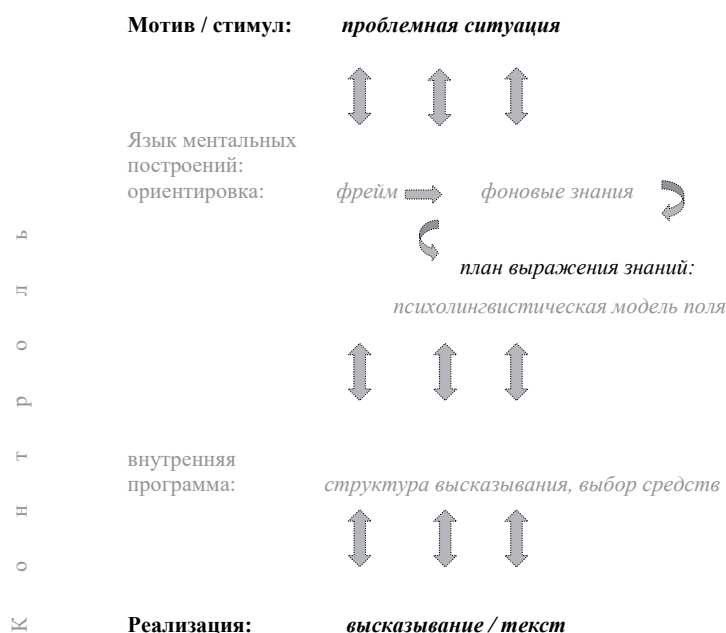 Мотив / стимул: проблемная ситуация
Язык ментальных
построений:
ориентировка: фрейм фоновые знания
план выражения знаний:
психолингвистическая модель поля
внутренняя
программа: структура высказывания, выбор средств
Реализация: высказывание / текст
К о н т р о л ь